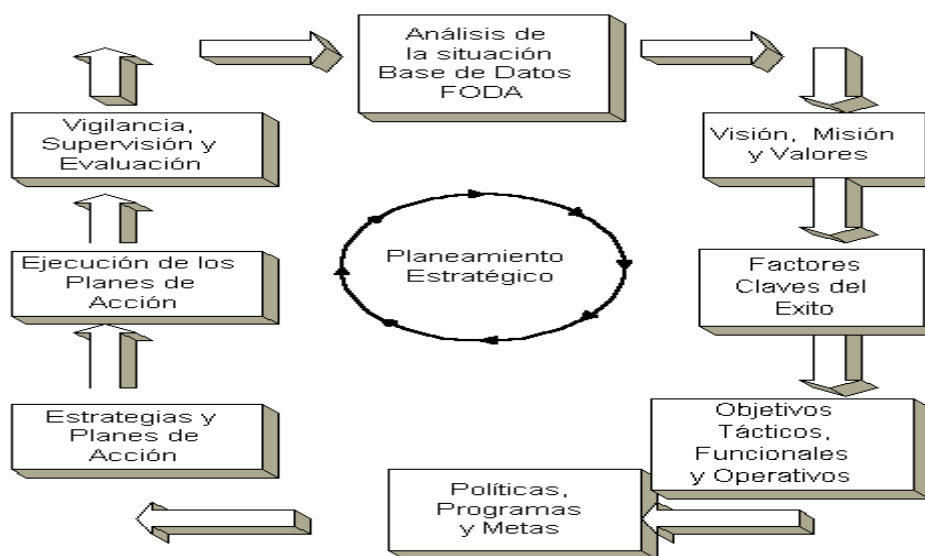 Análisis de
la situación
Base de Datos
FODA
Visión, Misión
y Valores
Factores
Claves del
Exito
Objetivos
Tácticos,
Funcionales
y Operativos
Políticas,
Programas
y Metas
Estrategias y
Planes de
Acción
Ejecución de los
Planes de
Acción
Vigilancia,
Supervisión y
Evaluación
Planeamiento
Estratégico